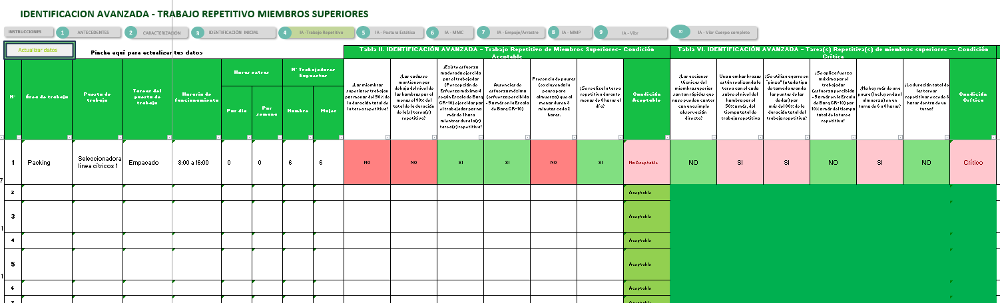 IDENTIFICACION AVANZADA - TRABAJO REPETITIVO MIEMBROS SUPERIORES
INSTRUCCIONES 1 ANTECEDENTES 2 CARACTERIZACIÓN 3 IDENTIFICACIÓN INICIAL 4 IA -Trabajo Repetitivo 5 IA - Postura Estática 6 IA - MMC 7 IA - Empuje/Arrastre 8 IA - MMP 9 IA - Vibr 10 IA - Vibr Cuerpo completo
Actualizar datos
Pincha aquí para actualizar tus datos
Tabla II. IDENTIFICACIÓN AVANZADA - Trabajo Repetitivo de Miembros Superiores- Condición
Aceptable
Tabla VI. IDENTIFICACIÓN AVANZADA - Tarea(s) Repetitiva(s) de miembros superiores -- Condición
Crítica
N°
Área de trabajo
Puesto de
trabajo
Tareas del
puesto de
trabajo
Horario de
funcionamiento
Horas extras
Por día
Por
semana
N° Trabajadores
Expuestos
Hombre
Mujer
¿Los miembros
superiores trabajan
por menos del 50% de
la duración total de
la tarea repetitiva?
¿Los codos se
mantienen por
debajo del nivel de
los hombros por al
menos el 90% del
total de la duración
de la(s) tarea(s)
repetitiva?
¿Existe esfuerzo
moderado ejercido
por el trabajador
(Percepción de
Esfuerzo máximo 4
según Escala de Borg
CR-10) ejercidas por
el trabajador por no
más de 1 hora
mientras dura la(s)
tarea(s) repetitiva?
Ausencias de
esfuerzo máximo
(esfuerzo percibido
- 5 o más en la Escala
de Borg CR-10)
Presencia de pausas
(excluyendo la
pausa para
almuerzo) que al
menos duren 8
minutos cada 2
horas.
¿Se realiza la tarea
repetitiva durante
menos de 8 horas al
día?
Condición
Aceptable
¿Las acciones
técnicas del
miembro superior
son tan rápidas que
no se pueden contar
con una simple
observación
directa?
Uno o ambos brazos
están realizando la
tarea con el codo
sobre el nivel del
hombro por el
50% o más, del
tiempo total de
trabajo repetitivo
¿Se utiliza agarre en
"pinza" (o todo tipo
de tomada usando
las puntas de los
dedos) por
más del 80% de la
duración total del
trabajo repetitivo?
¿Se aplica fuerza
máxima por el
trabajador
(esfuerzo percibido
- 5 o más en la Escala
de Borg CR-10) por
10% o más del tiempo
total de la tarea
repetitiva?
¿No hay más de una
pausa (Incluyendo el
almuerzo) en un
turno de 6 a 8 horas?
¿La duración total de
las tareas
repetitivas excede 8
horas dentro de un
turno?
Condición
Crítica
1 Packing
Seleccionadora
línea cítricos 1
Empacado 8:00 a 16:00 0 0 6 6 NO NO SI SI NO SI No Aceptable NO SI SI NO SI NO Crítico
2 Aceptable
3 Aceptable
4 Aceptable
5 Aceptable
6 Aceptable